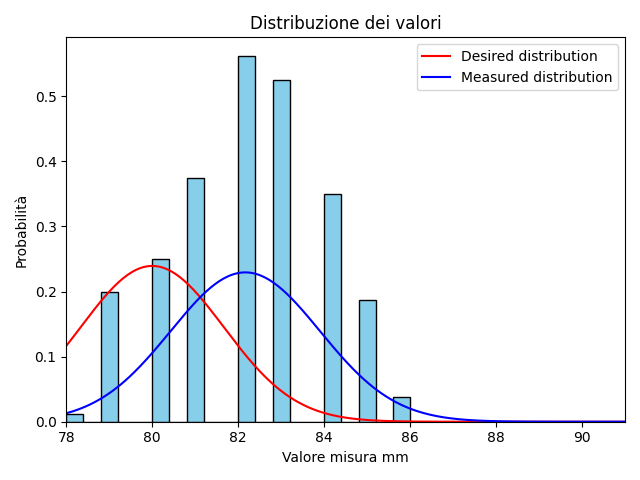 Distribuzione dei valori
Desired distribution
Measured distribution
Probabilità
0.5
0.4
0.3
0.2
0.1
0.0
78 80 82 84 86 88 90
Valore misura mm